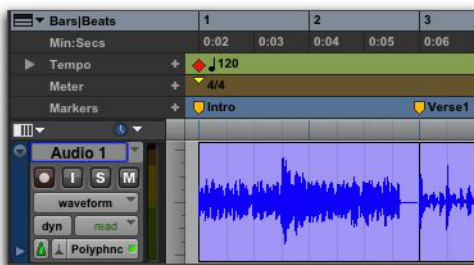 Bars|Beats 1 2 3
Min:Secs 0:02 0:03 0:04 0:05 0:06
Tempo + 120
Meter + 4/4
Markers + Intro Verse1
Audio 1
I S M
waveform
dyn read
Polyphnc